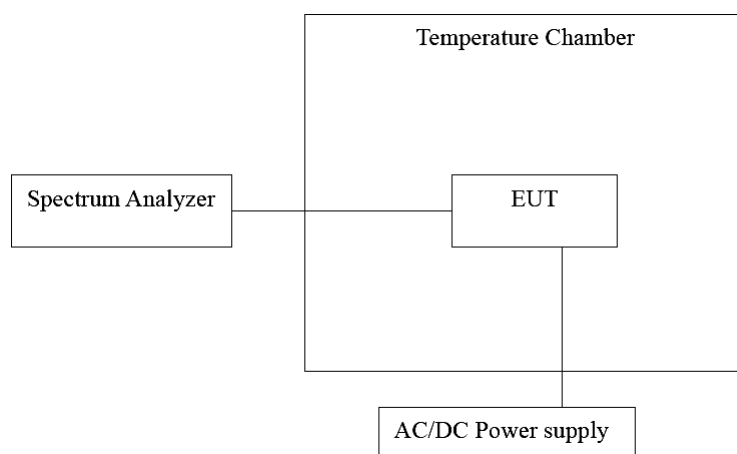 Temperature Chamber
Spectrum Analyzer
EUT
AC/DC Power supply